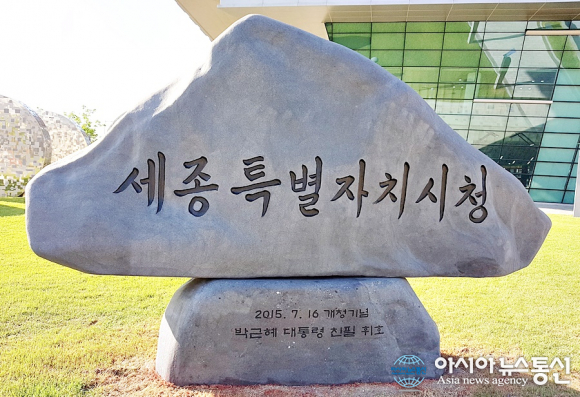 세종특별자치시청
2015. 7. 16 개청기념
박근혜 대통령 친필 휘호
아시아뉴스통신
Asia news agency